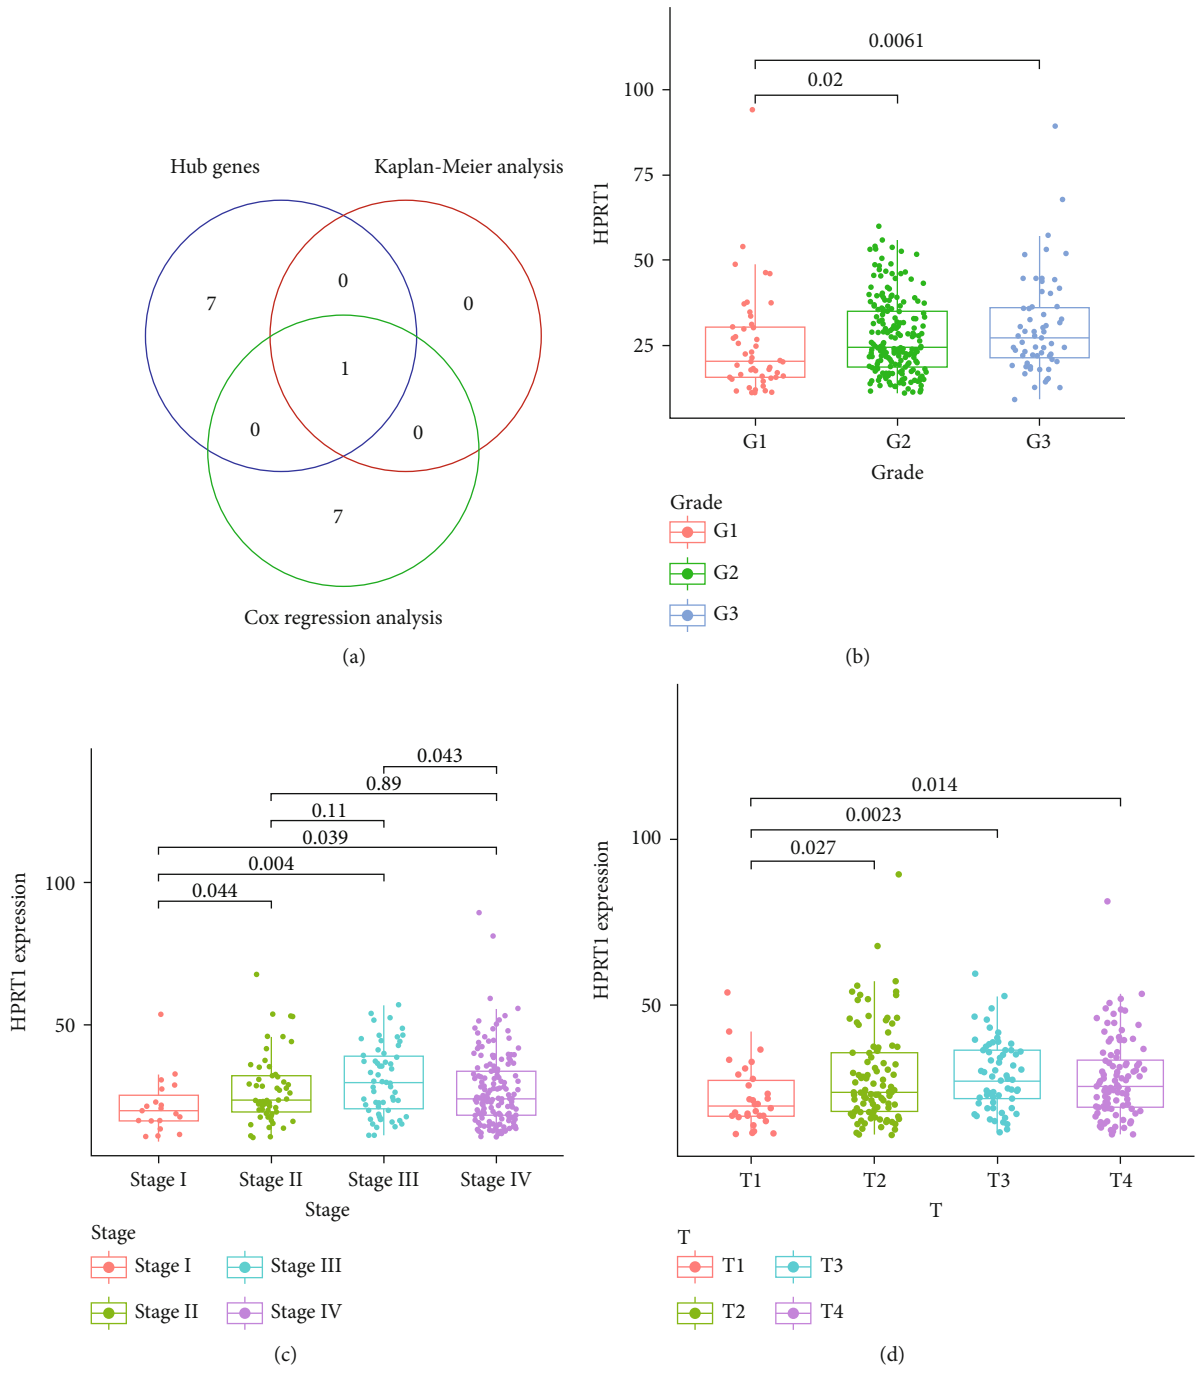 Hub genes
Kaplan-Meier analysis
7
0
0
1
0
0
7
Cox regression analysis
(a)
0.0061
0.02
100
75
50
25
HPRT1
G1 G2 G3
Grade
Grade
G1
G2
G3
(b)
0.043
0.89
0.11
0.039
0.004
0.044
100
50
HPRT1 expression
Stage I Stage II Stage III Stage IV
Stage
Stage
Stage I Stage III
Stage II Stage IV
(c)
0.014
0.0023
0.027
100
50
HPRT1 expression
T1 T2 T3 T4
T
T
T1 T3
T2 T4
(d)